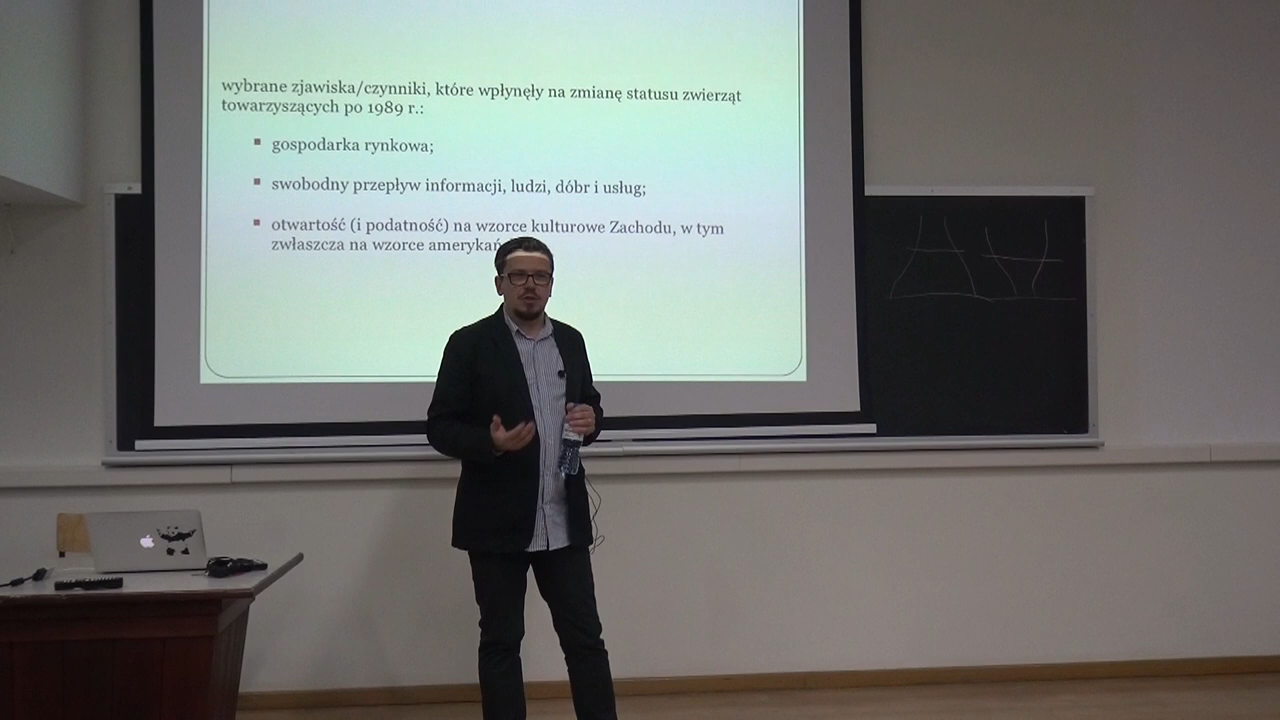 wybrane zjawiska/czynniki, które wpłynęły na zmianę statusu zwierząt
towarzyszących po 1989 r.:
gospodarka rynkowa;
swobodny przepływ informacji, ludzi, dóbr i usług;
otwartość (i podatność) na wzorce kulturowe Zachodu, w tym
zwłaszcza na wzorce